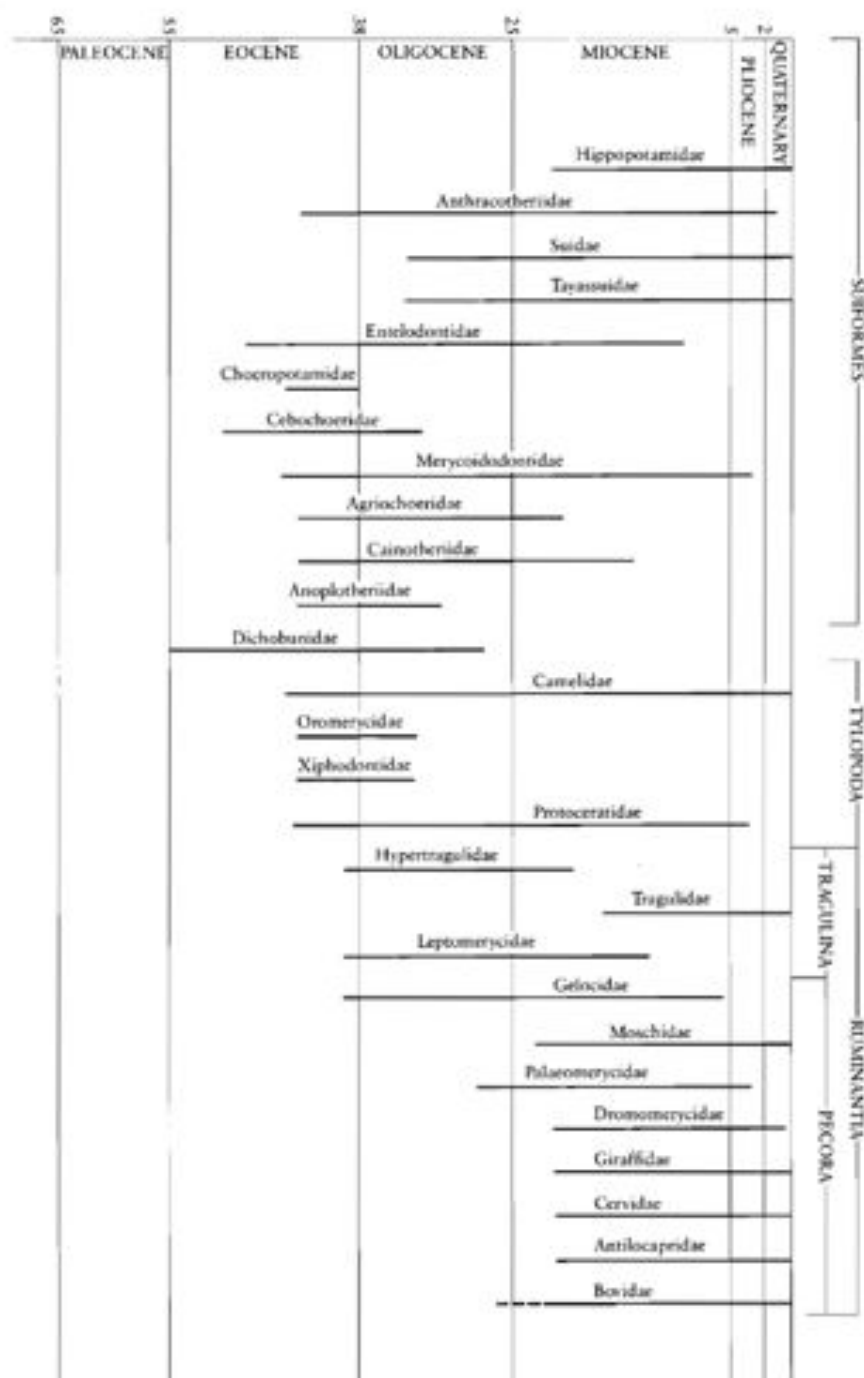 65 55 38 25 5 2
PALEOCENE EOCENE OLIGOCENE MIOCENE PLIOCENE QUATERNARY
Hippopotamidae
Anthracotheriidae
Suidae
Tayassuidae
Entelodontidae
Choeropotamidae
Cebochoeridae
Merycoidodontidae
Agriochoeridae
Cainotheriidae
Anoplotheriidae
Dichobunidae
Camelidae
Oromerycidae
Xiphodontidae
Protoceratidae
Hypertragulidae
Tragulidae
Leptomerycidae
Gelocidae
Moschidae
Palaeomerycidae
Dromomerycidae
Giraffidae
Cervidae
Antilocapridae
Bovidae
SUIFORMES
TYLOPODA
TRAGULINA
RUMINANTIA
PECORA